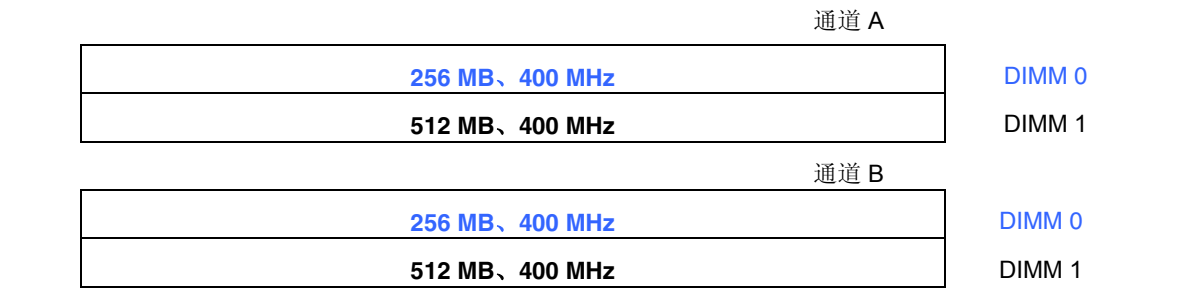 通道 A
256 MB、400 MHz DIMM 0
512 MB、400 MHz DIMM 1
通道 B
256 MB、400 MHz DIMM 0
512 MB、400 MHz DIMM 1